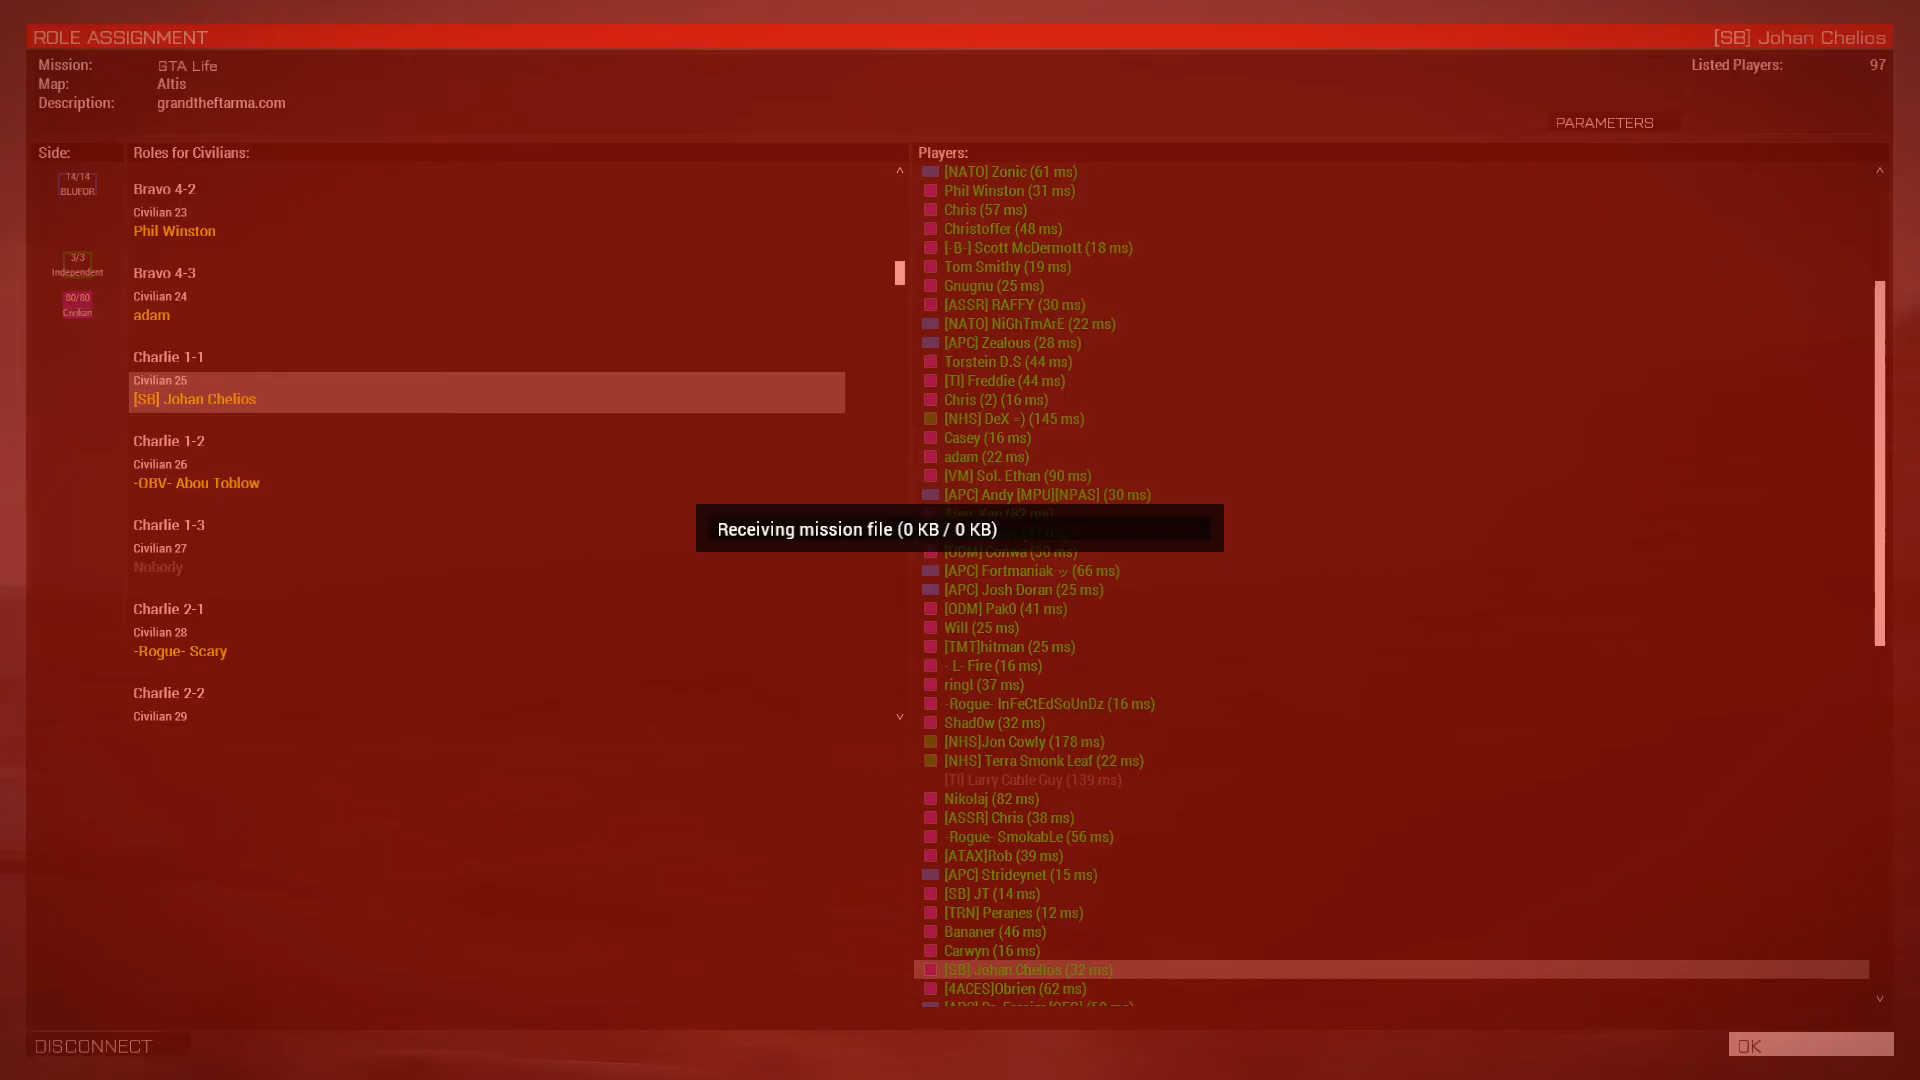 ROLE ASSIGNMENT
[SB] Johan Chelios
Mission: GTA Life
Map: Altis
Description: grandtheftarma.com
Listed Players: 97
PARAMETERS
Side:
14/14
BLUFOR
3/3
Independent
80/80
Civilian
Roles for Civilians:
Bravo 4-2
Civilian 23
Phil Winston
Bravo 4-3
Civilian 24
adam
Charlie 1-1
Civilian 25
[SB] Johan Chelios
Charlie 1-2
Civilian 26
-OBV- Abou Toblow
Charlie 1-3
Civilian 27
Nobody
Charlie 2-1
Civilian 28
-Rogue- Scary
Charlie 2-2
Civilian 29
Players:
[NATO] Zonic (61 ms)
Phil Winston (31 ms)
Chris (57 ms)
Christoffer (48 ms)
[-B-] Scott McDermott (18 ms)
Tom Smithy (19 ms)
Gnugnu (25 ms)
[ASSR] RAFFY (30 ms)
[NATO] NiGhTmArE (22 ms)
[APC] Zealous (28 ms)
Torstein D.S (44 ms)
[TI] Freddie (44 ms)
Chris (2) (16 ms)
[NHS] DeX =) (145 ms)
Casey (16 ms)
adam (22 ms)
[VM] Sol. Ethan (90 ms)
[APC] Andy [MPU][NPAS] (30 ms)
Receiving mission file (0 KB / 0 KB)
[ODM] Conwa (30 ms)
[APC] Fortmaniak ッ (66 ms)
[APC] Josh Doran (25 ms)
[ODM] Pak0 (41 ms)
Will (25 ms)
[TMT]hitman (25 ms)
- L- Fire (16 ms)
ringl (37 ms)
-Rogue- InFeCtEdSoUnDz (16 ms)
Shad0w (32 ms)
[NHS]Jon Cowly (178 ms)
[NHS] Terra Smonk Leaf (22 ms)
[TI] Larry Cable Guy (139 ms)
Nikolaj (82 ms)
[ASSR] Chris (38 ms)
-Rogue- SmokabLe (56 ms)
[ATAX]Rob (39 ms)
[APC] Strideynet (15 ms)
[SB] JT (14 ms)
[TRN] Peranes (12 ms)
Bananer (46 ms)
Carwyn (16 ms)
[SB] Johan Chelios (32 ms)
[4ACES]Obrien (62 ms)
DISCONNECT
OK